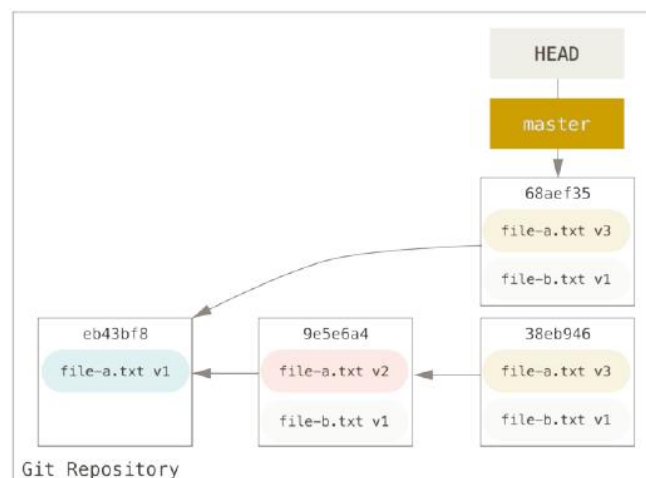 HEAD
master
68aef35
file-a.txt v3
file-b.txt v1
eb43bf8
file-a.txt v1
9e5e6a4
file-a.txt v2
file-b.txt v1
38eb946
file-a.txt v3
file-b.txt v1
Git Repository